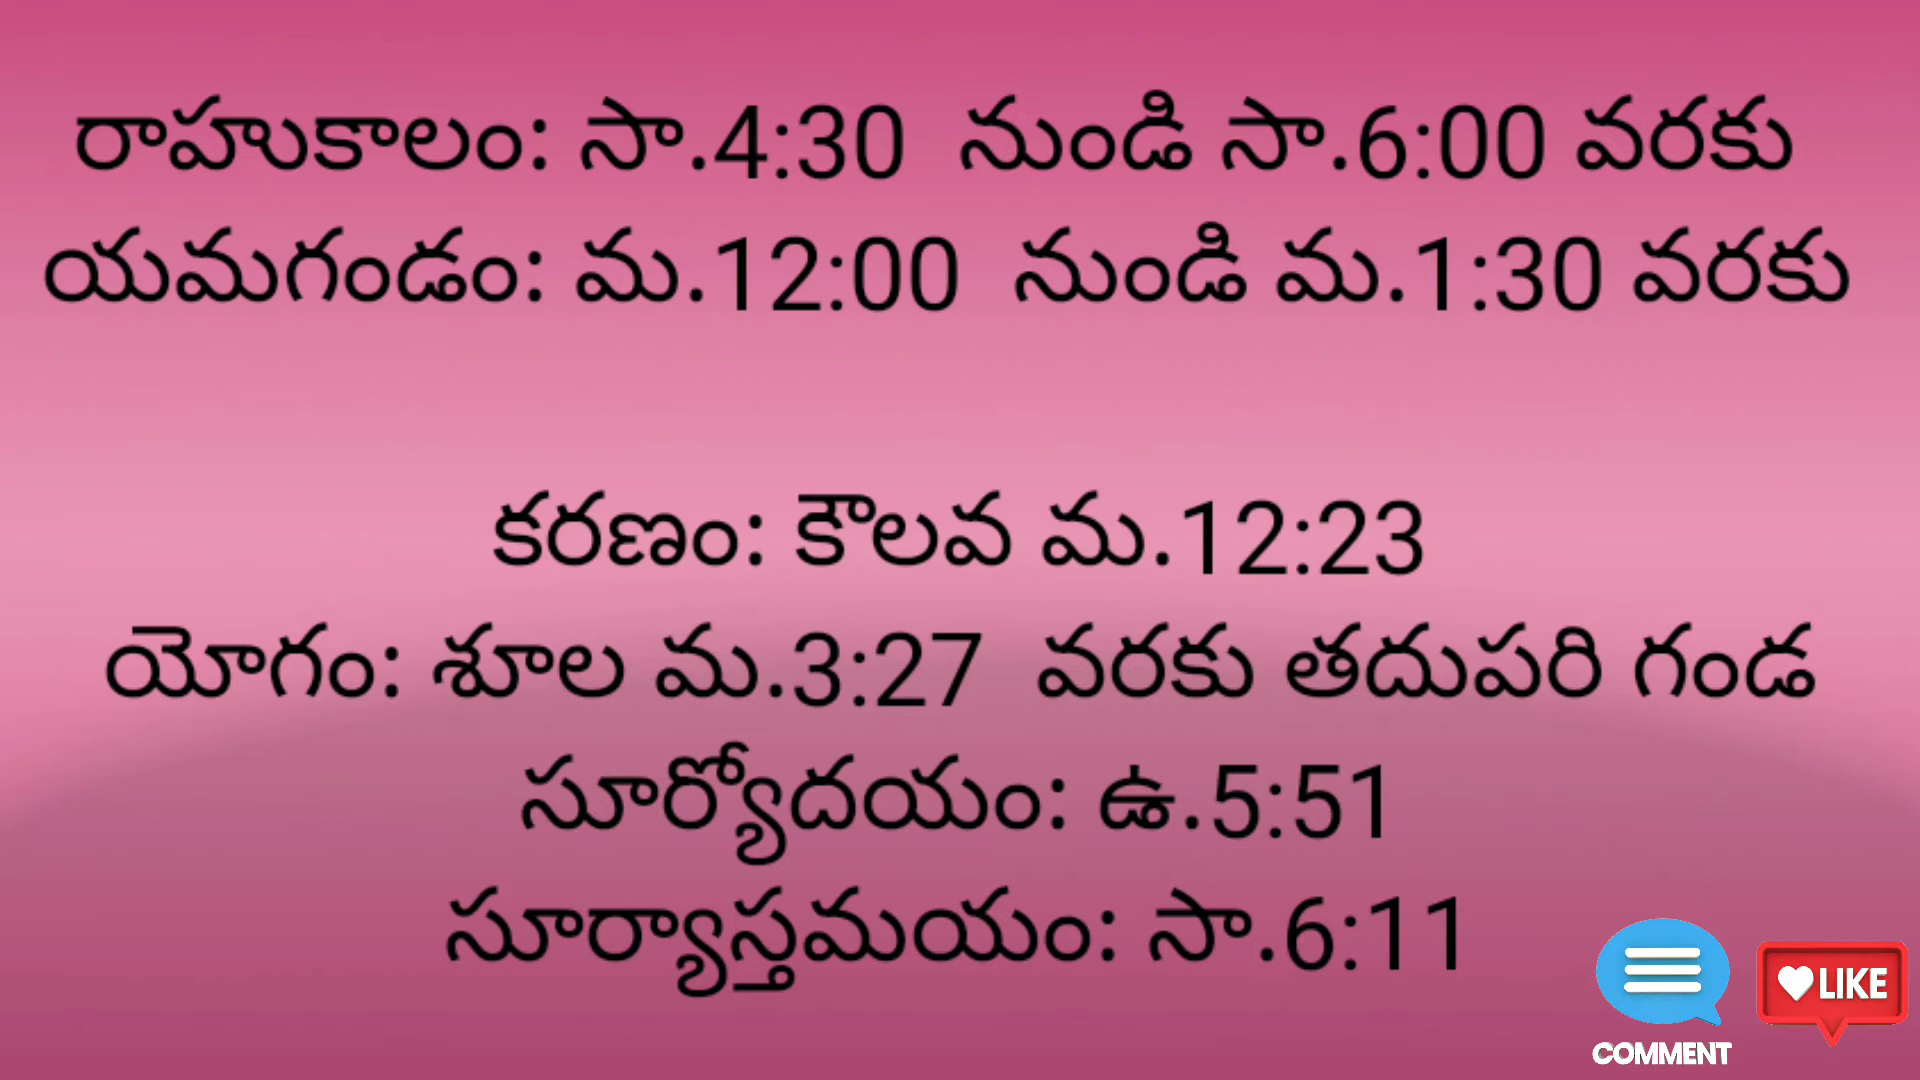 రాహుకాలం: సా.4:30 నుండి సా.6:00 వరకు
యమగండం: మ.12:00 నుండి మ.1:30 వరకు
కరణం: కౌలవ మ.12:23
యోగం: శూల మ.3:27 వరకు తదుపరి గండ
సూర్యోదయం: ఉ.5:51
సూర్యాస్తమయం: సా.6:11
LIKE
COMMENT